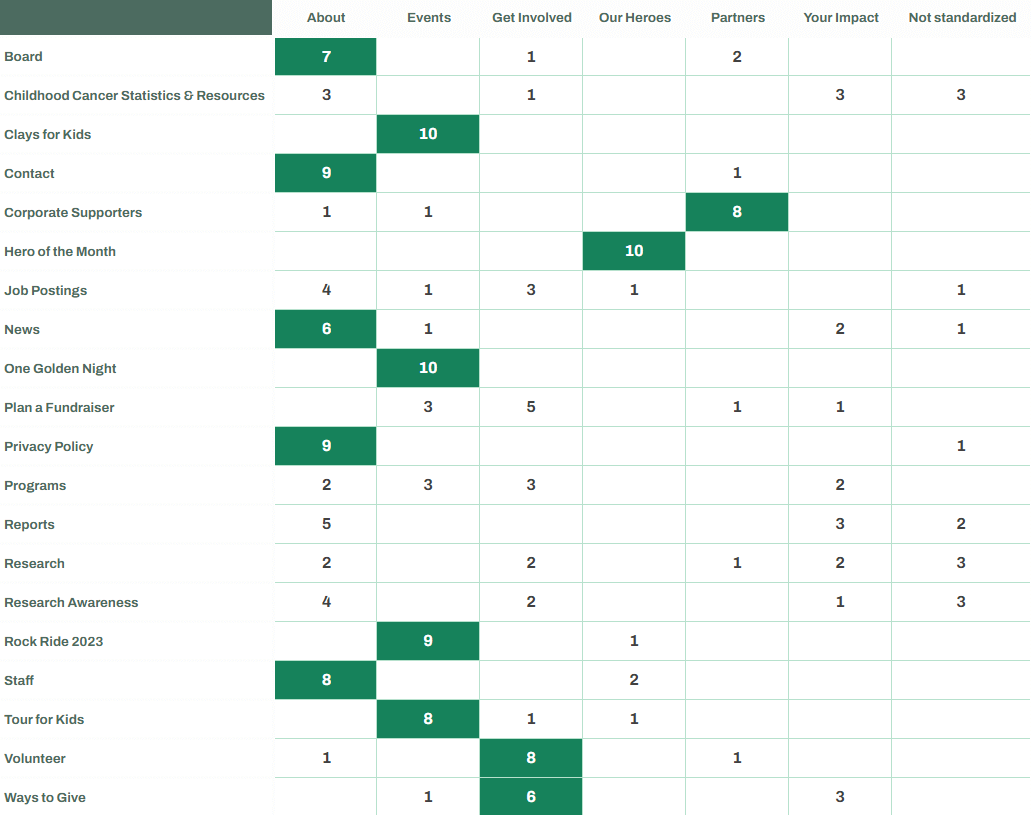 About Events Get Involved Our Heroes Partners Your Impact Not standardized
Board 7 1 2
Childhood Cancer Statistics & Resources 3 1 3 3
Clays for Kids 10
Contact 9 1
Corporate Supporters 1 1 8
Hero of the Month 10
Job Postings 4 1 3 1 1
News 6 1 2 1
One Golden Night 10
Plan a Fundraiser 3 5 1 1
Privacy Policy 9 1
Programs 2 3 3 2
Reports 5 3 2
Research 2 2 1 2 3
Research Awareness 4 2 1 3
Rock Ride 2023 9 1
Staff 8 2
Tour for Kids 8 1 1
Volunteer 1 8 1
Ways to Give 1 6 3